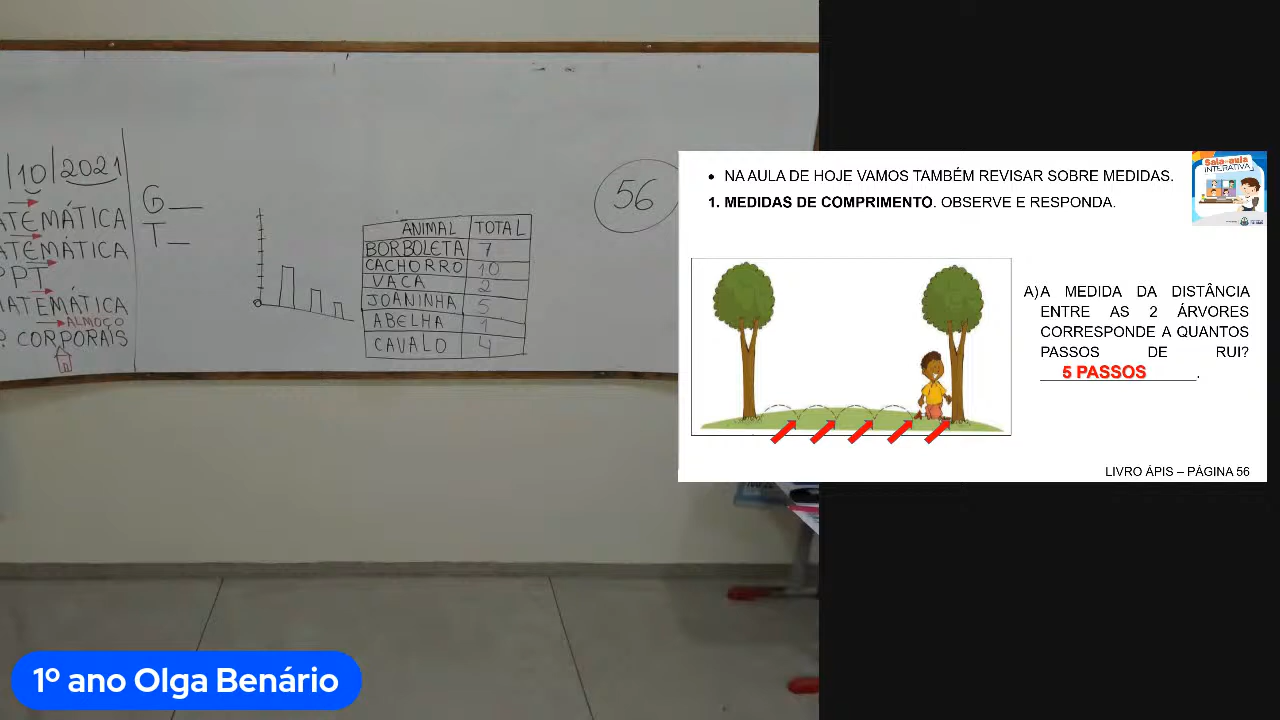 |10|2021
ATEMÁTICA
ATEMÁTICA
PPT
MATEMÁTICA
ALMOÇO
CORPORAIS
G
T
ANIMAL TOTAL
BORBOLETA 7
CACHORRO 10
VACA 2
JOANINHA 5
ABELHA 1
CAVALO 4
56
• NA AULA DE HOJE VAMOS TAMBÉM REVISAR SOBRE MEDIDAS.
1. MEDIDAS DE COMPRIMENTO. OBSERVE E RESPONDA.
Sala de aula
INTERATIVA
A) A MEDIDA DA DISTÂNCIA
ENTRE AS 2 ÁRVORES
CORRESPONDE A QUANTOS
PASSOS DE RUI?
5 PASSOS.
LIVRO ÁPIS – PÁGINA 56
1º ano Olga Benário